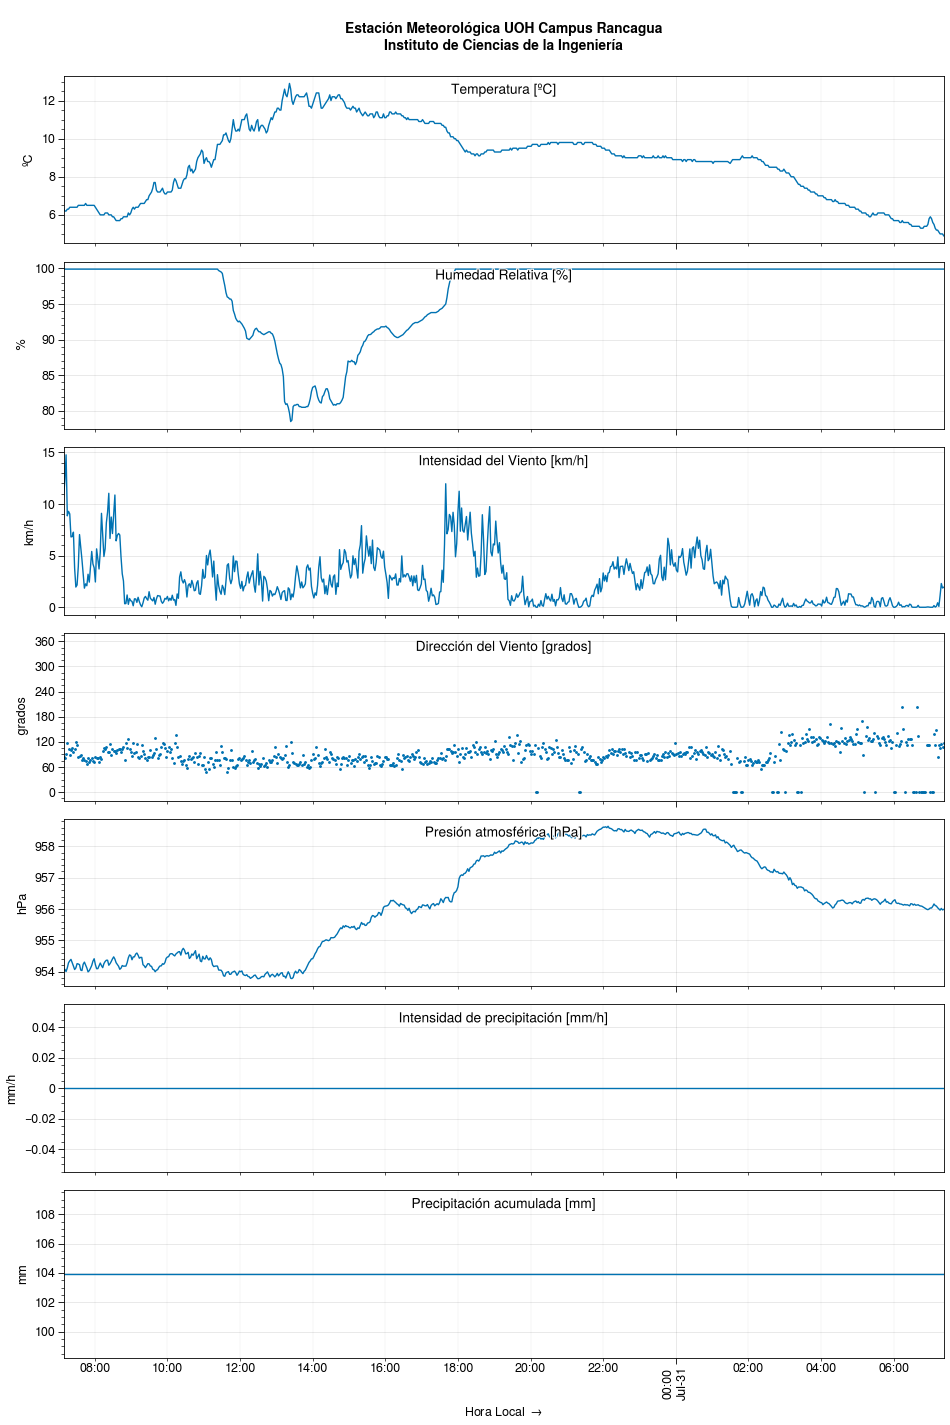 Estación Meteorológica UOH Campus Rancagua
Instituto de Ciencias de la Ingeniería
Temperatura [ºC]
ºC
12
10
8
6
Humedad Relativa [%]
%
100
95
90
85
80
Intensidad del Viento [km/h]
km/h
15
10
5
0
Dirección del Viento [grados]
grados
360
300
240
180
120
60
0
Presión atmosférica [hPa]
hPa
958
957
956
955
954
Intensidad de precipitación [mm/h]
mm/h
0.04
0.02
0
−0.02
−0.04
Precipitación acumulada [mm]
mm
108
106
104
102
100
08:00 10:00 12:00 14:00 16:00 18:00 20:00 22:00 00:00 02:00 04:00 06:00
Jul-31
Hora Local →